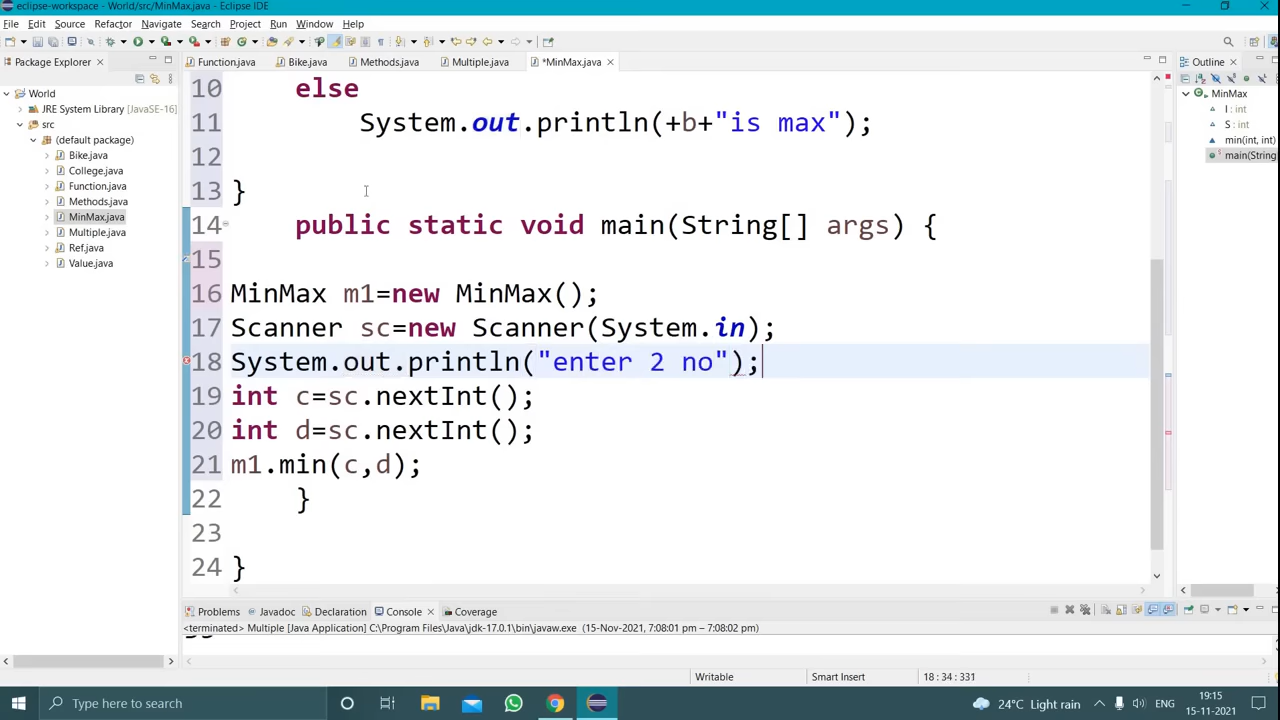 eclipse-workspace - World/src/MinMax.java - Eclipse IDE
File Edit Source Refactor Navigate Search Project Run Window Help
Package Explorer
Function.java Bike.java Methods.java Multiple.java *MinMax.java
Outline
World
JRE System Library [JavaSE-16]
src
(default package)
Bike.java
College.java
Function.java
Methods.java
MinMax.java
Multiple.java
Ref.java
Value.java
10 else
11 System.out.println(+b+"is max");
12
13 }
14 public static void main(String[] args) {
15
16 MinMax m1=new MinMax();
17 Scanner sc=new Scanner(System.in);
18 System.out.println("enter 2 no");
19 int c=sc.nextInt();
20 int d=sc.nextInt();
21 m1.min(c,d);
22 }
23
24 }
MinMax
l : int
S : int
min(int, int)
main(String
Problems Javadoc Declaration Console Coverage
<terminated> Multiple [Java Application] C:\Program Files\Java\jdk-17.0.1\bin\javaw.exe (15-Nov-2021, 7:08:01 pm – 7:08:02 pm)
Writable Smart Insert 18 : 34 : 331
Type here to search
24°C Light rain
19:15
15-11-2021